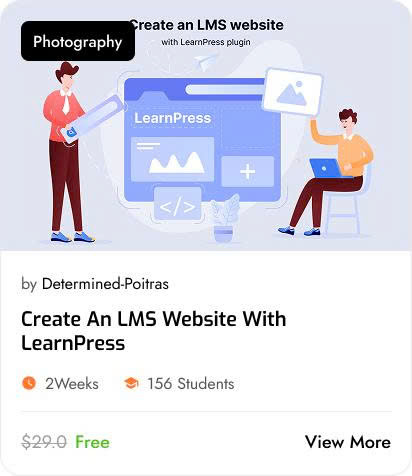 Create an LMS website
Photography
with LearnPress plugin
LearnPress
+
</>
by Determined-Poitras
Create An LMS Website With
LearnPress
2Weeks 156 Students
$29.0 Free View More